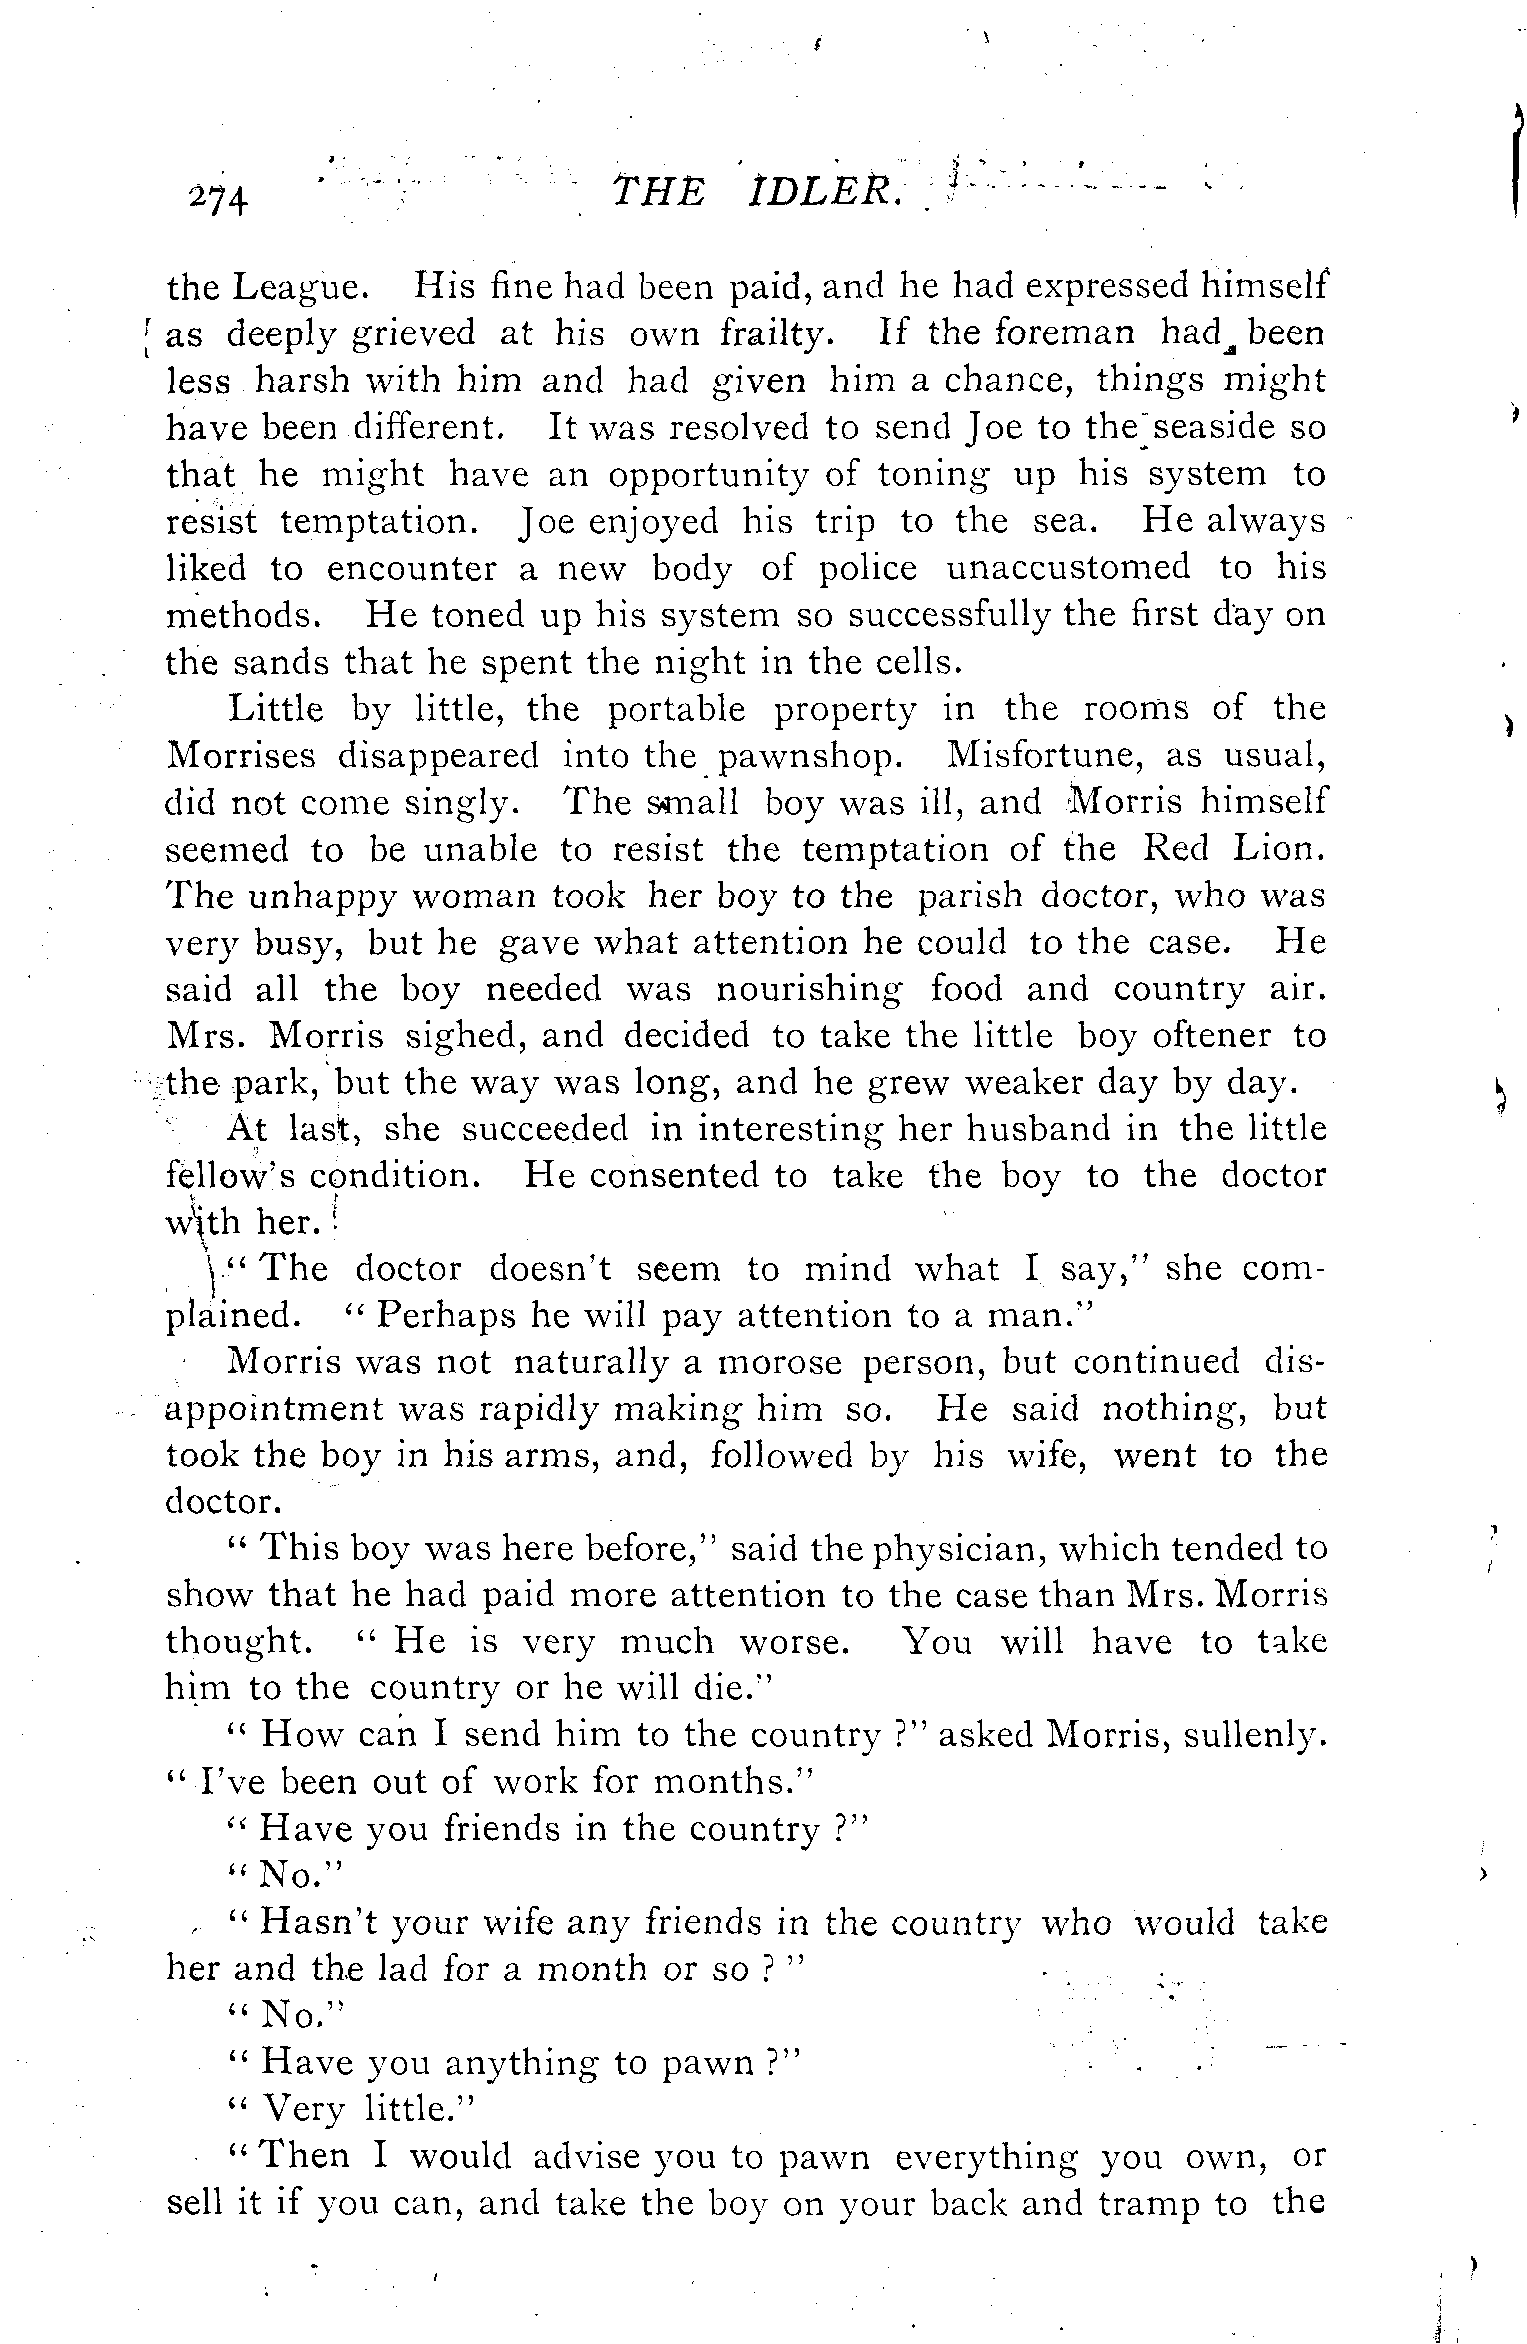 274 THE IDLER.
the League. His fine had been paid, and he had expressed himself
as deeply grieved at his own frailty. If the foreman had been
less harsh with him and had given him a chance, things might
have been different. It was resolved to send Joe to the seaside so
that he might have an opportunity of toning up his system to
resist temptation. Joe enjoyed his trip to the sea. He always
liked to encounter a new body of police unaccustomed to his
methods. He toned up his system so successfully the first day on
the sands that he spent the night in the cells.
Little by little, the portable property in the rooms of the
Morrises disappeared into the pawnshop. Misfortune, as usual,
did not come singly. The small boy was ill, and Morris himself
seemed to be unable to resist the temptation of the Red Lion.
The unhappy woman took her boy to the parish doctor, who was
very busy, but he gave what attention he could to the case. He
said all the boy needed was nourishing food and country air.
Mrs. Morris sighed, and decided to take the little boy oftener to
the park, but the way was long, and he grew weaker day by day.
At last, she succeeded in interesting her husband in the little
fellow's condition. He consented to take the boy to the doctor
with her.
" The doctor doesn't seem to mind what I say," she com-
plained. " Perhaps he will pay attention to a man."
Morris was not naturally a morose person, but continued dis-
appointment was rapidly making him so. He said nothing, but
took the boy in his arms, and, followed by his wife, went to the
doctor.
" This boy was here before," said the physician, which tended to
show that he had paid more attention to the case than Mrs. Morris
thought. " He is very much worse. You will have to take
him to the country or he will die."
" How can I send him to the country ?" asked Morris, sullenly.
" I've been out of work for months."
" Have you friends in the country ?"
" No."
" Hasn't your wife any friends in the country who would take
her and the lad for a month or so ? "
" No."
" Have you anything to pawn ?"
" Very little."
" Then I would advise you to pawn everything you own, or
sell it if you can, and take the boy on your back and tramp to the